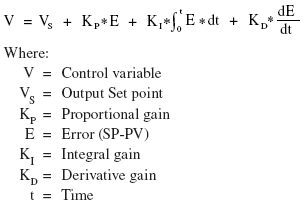 V = V_S + K_P*E + K_I*∫_0^t E*dt + K_D*dE/dt
Where:
V = Control variable
V_S = Output Set point
K_P = Proportional gain
E = Error (SP-PV)
K_I = Integral gain
K_D = Derivative gain
t = Time